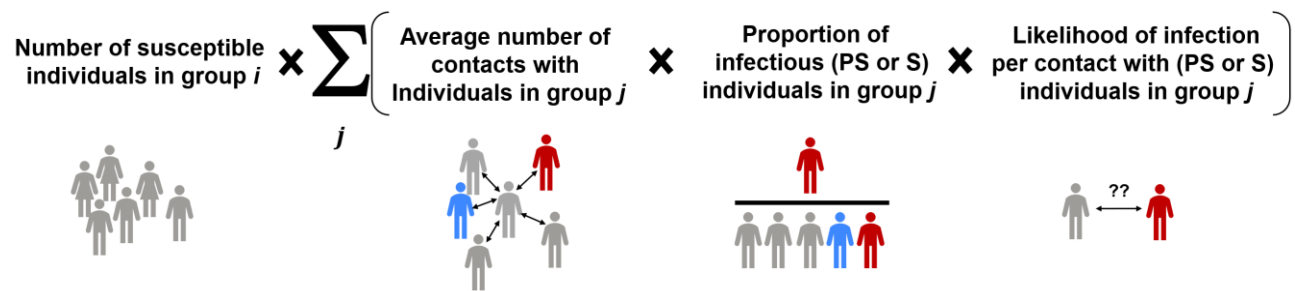 Number of susceptible
individuals in group i
×
∑
j
Average number of
contacts with
Individuals in group j
×
Proportion of
infectious (PS or S)
individuals in group j
×
Likelihood of infection
per contact with (PS or S)
individuals in group j
??